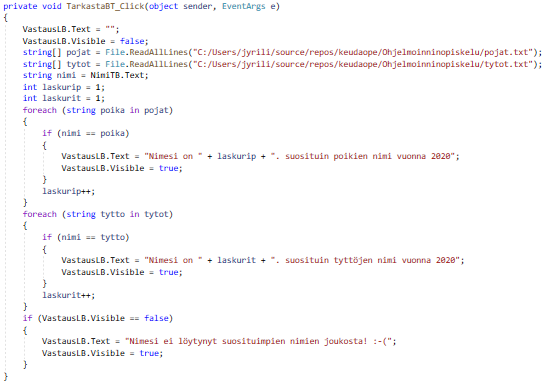 private void TarkastaBT_Click(object sender, EventArgs e)
{
VastausLB.Text = "";
VastausLB.Visible = false;
string[] pojat = File.ReadAllLines("C:/Users/jyrili/source/repos/keudaope/Ohjelmoinninopiskelu/pojat.txt");
string[] tytot = File.ReadAllLines("C:/Users/jyrili/source/repos/keudaope/Ohjelmoinninopiskelu/tytot.txt");
string nimi = NimiTB.Text;
int laskurip = 1;
int laskurit = 1;
foreach (string poika in pojat)
{
if (nimi == poika)
{
VastausLB.Text = "Nimesi on " + laskurip + ". suosituin poikien nimi vuonna 2020";
VastausLB.Visible = true;
}
laskurip++;
}
foreach (string tytto in tytot)
{
if (nimi == tytto)
{
VastausLB.Text = "Nimesi on " + laskurit + ". suosituin tyttöjen nimi vuonna 2020";
VastausLB.Visible = true;
}
laskurit++;
}
if (VastausLB.Visible == false)
{
VastausLB.Text = "Nimesi ei löytynyt suosituimpien nimien joukosta! :-(";
VastausLB.Visible = true;
}
}